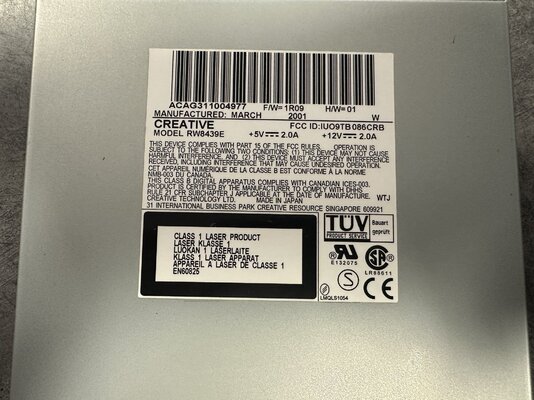 ACAG311004977 F/W= 1R09 H/W= 01
MANUFACTURED: MARCH 2001 W
CREATIVE FCC ID:IUO9TB086CRB
MODEL RW8439E +5V⎓ 2.0A +12V⎓ 2.0A
THIS DEVICE COMPLIES WITH PART 15 OF THE FCC RULES. OPERATION IS
SUBJECT TO THE FOLLOWING TWO CONDITIONS: (1) THIS DEVICE MAY NOT CAUSE
HARMFUL INTERFERENCE, AND (2) THIS DEVICE MUST ACCEPT ANY INTERFERENCE
RECEIVED, INCLUDING INTERFERENCE THAT MAY CAUSE UNDESIRED OPERATION.
CET APPAREIL NUMERIQUE DE LA CLASSE B EST CONFORME À LA NORME
NMB-003 DU CANADA.
THIS CLASS B DIGITAL APPARATUS COMPLIES WITH CANADIAN ICES-003.
PRODUCT IS CERTIFIED BY THE MANUFACTURER TO COMPLY WITH DHHS
RULE 21 CFR SUBCHAPTER J APPLICABLE AT THE DATE OF MANUFACTURE. WTJ
CREATIVE TECHNOLOGY LTD. MADE IN JAPAN
31 INTERNATIONAL BUSINESS PARK CREATIVE RESOURCE SINGAPORE 609921
CLASS 1 LASER PRODUCT
LASER KLASSE 1
LUOKAN 1 LASERLAITE
KLASS 1 LASER APPARAT
APPAREIL A LASER DE CLASSE 1
EN60825
TÜV Bauart
PRODUCT SERVICE geprüft
E132075 LR85611
S
LMQLS1054 CE